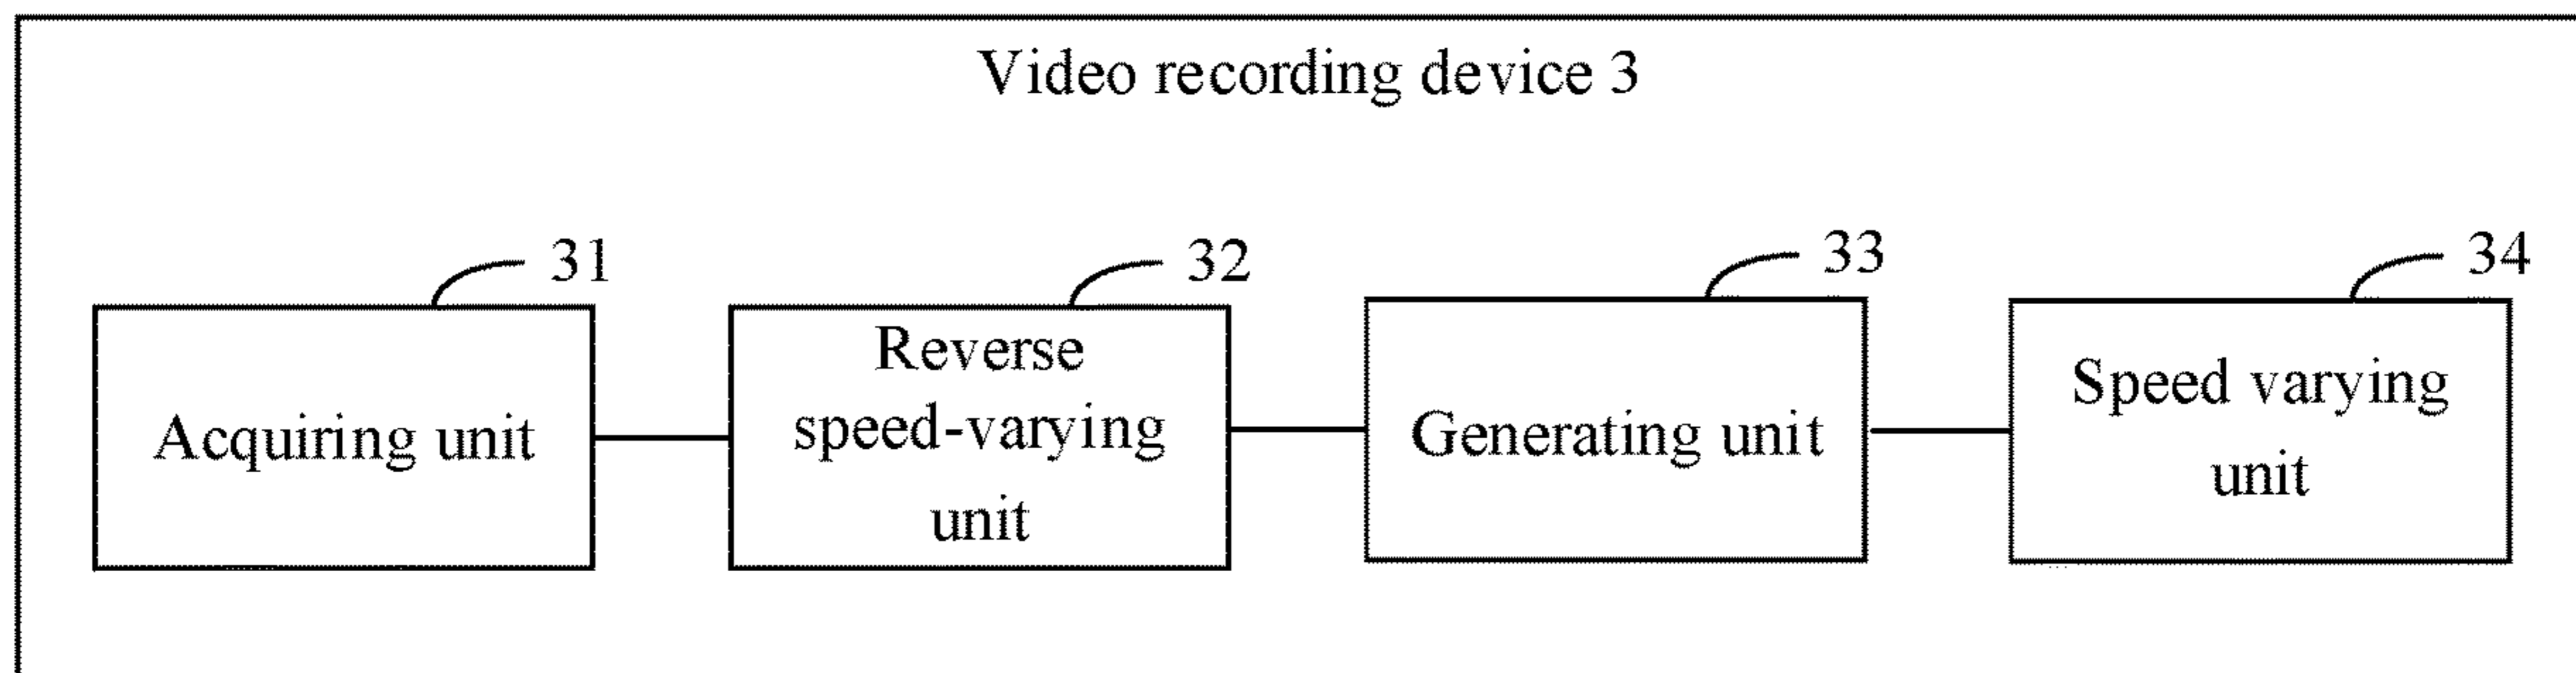 Video recording device 3
31
32
33
34
Acquiring unit
Reverse
speed-varying
unit
Generating unit
Speed varying
unit